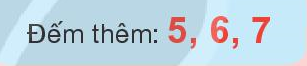 Đếm thêm: 5, 6, 7